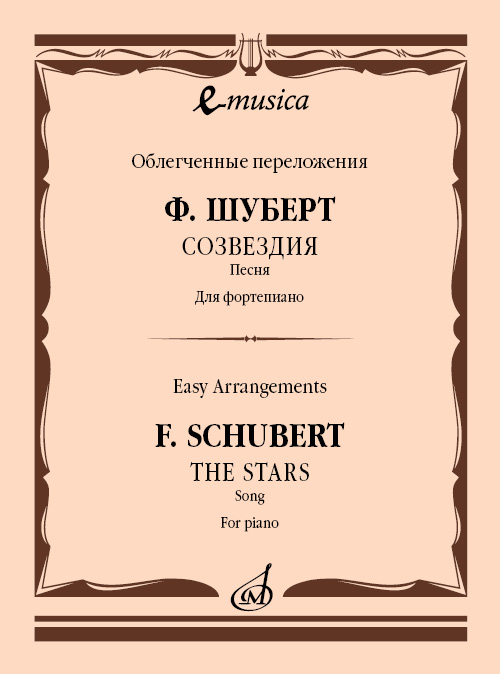 e-musica
Облегченные переложения
Ф. ШУБЕРТ
СОЗВЕЗДИЯ
Песня
Для фортепиано
Easy Arrangements
F. SCHUBERT
THE STARS
Song
For piano